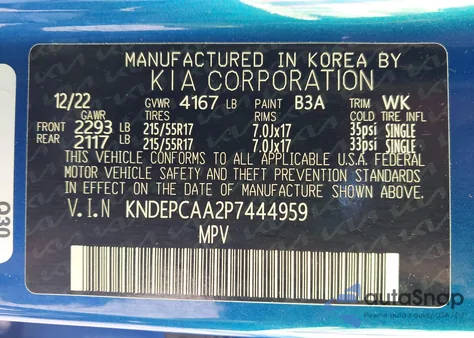 MANUFACTURED IN KOREA BY
KIA CORPORATION
12/22 GVWR 4167 LB PAINT B3A TRIM WK
GAWR TIRES RIMS COLD TIRE INFL
FRONT 2293 LB 215/55R17 7.0Jx17 35psi SINGLE
REAR 2117 LB 215/55R17 7.0Jx17 33psi SINGLE
THIS VEHICLE CONFORMS TO ALL APPLICABLE U.S.A. FEDERAL
MOTOR VEHICLE SAFETY AND THEFT PREVENTION STANDARDS
IN EFFECT ON THE DATE OF MANUFACTURE SHOWN ABOVE.
V.I.N KNDEPCAA2P7444959
MPV
autoSnap